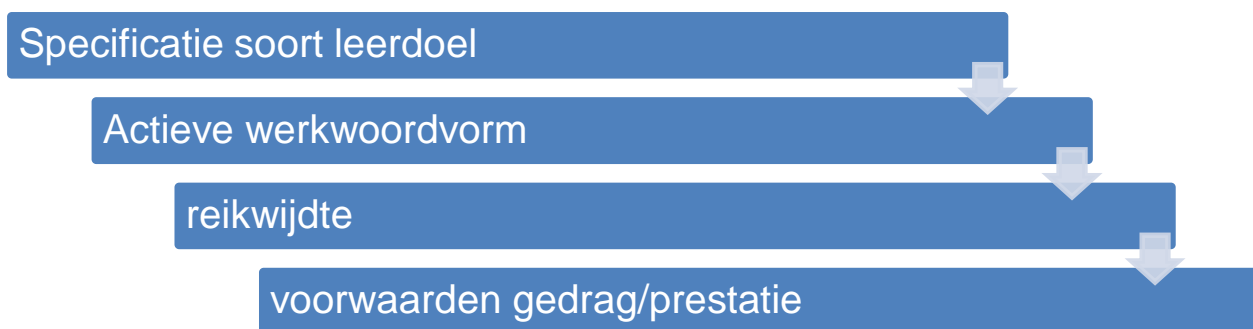 Specificatie soort leerdoel
Actieve werkwoordvorm
reikwijdte
voorwaarden gedrag/prestatie